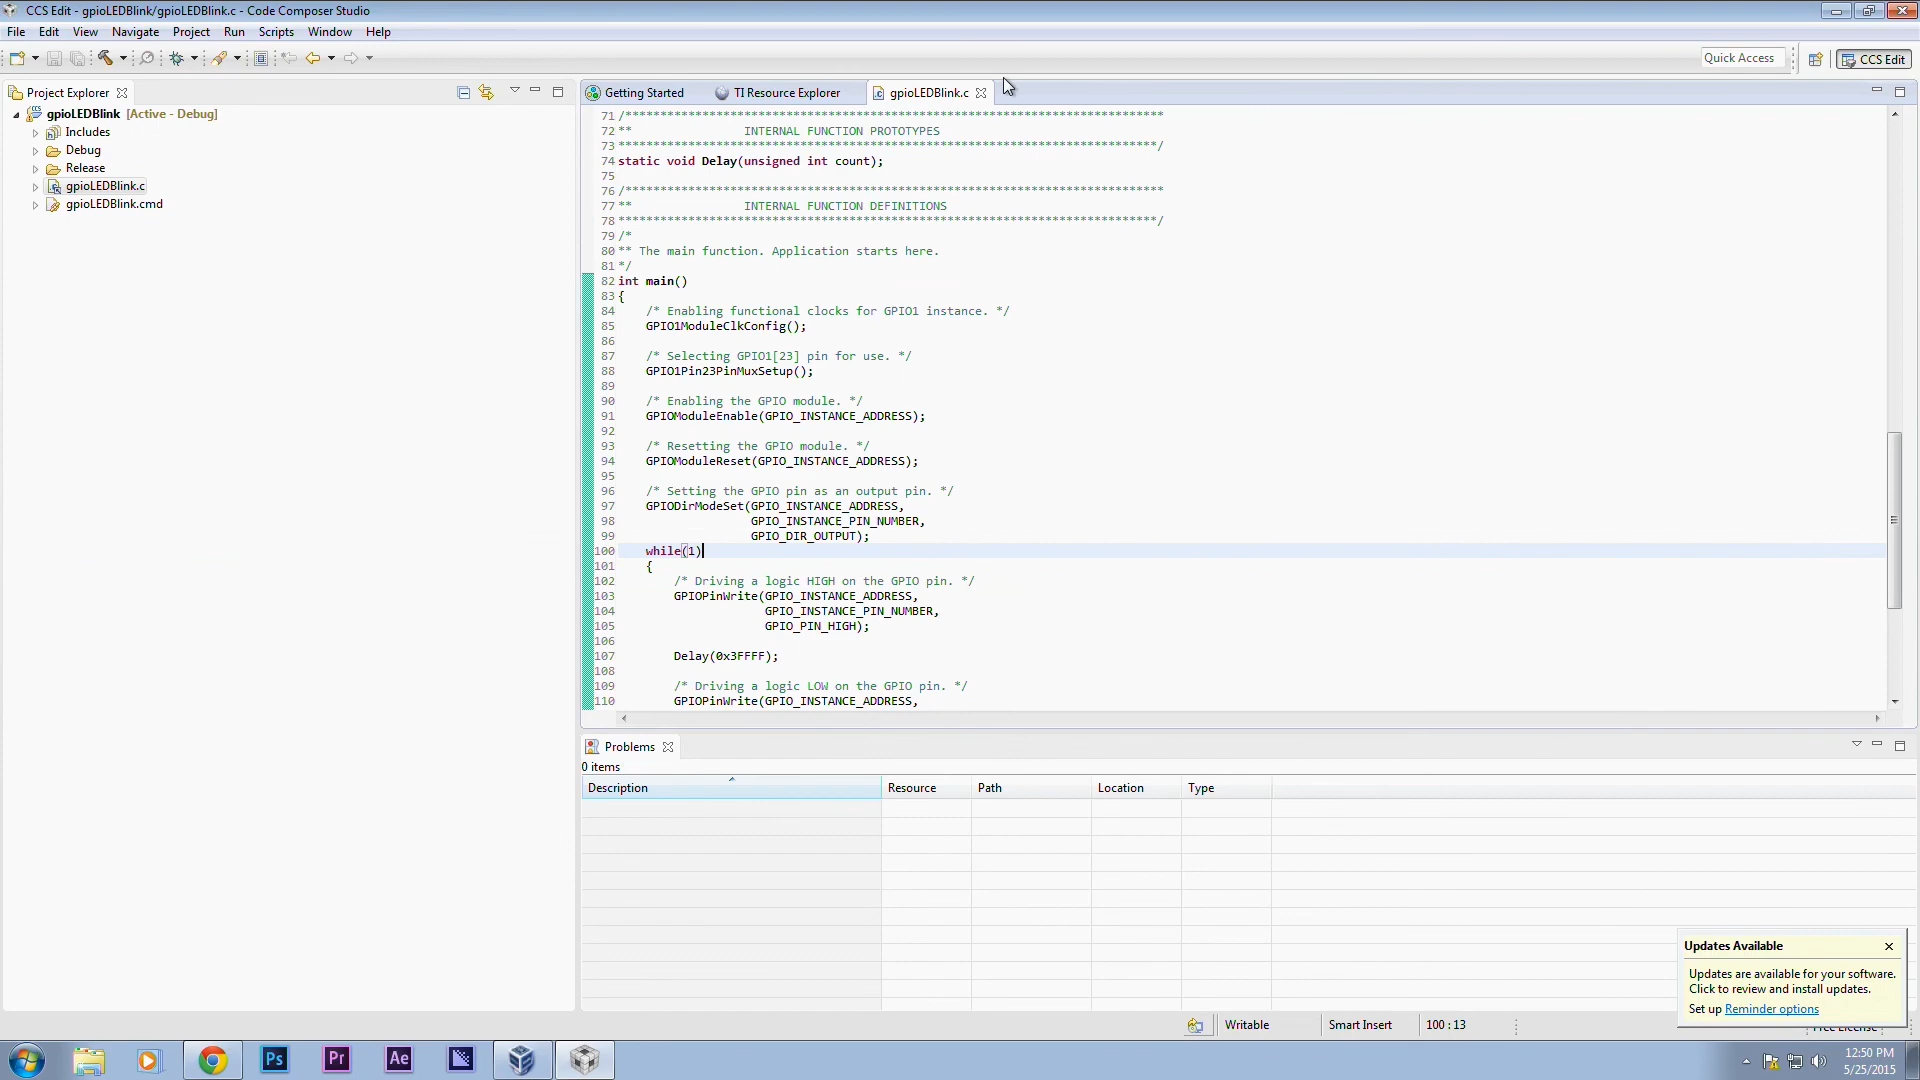 CCS Edit - gpioLEDBlink/gpioLEDBlink.c - Code Composer Studio
File Edit View Navigate Project Run Scripts Window Help
Quick Access
CCS Edit
Project Explorer
gpioLEDBlink [Active - Debug]
Includes
Debug
Release
gpioLEDBlink.c
gpioLEDBlink.cmd
Getting Started
TI Resource Explorer
gpioLEDBlink.c
71 /*****************************************************************************
72 ** INTERNAL FUNCTION PROTOTYPES
73 *****************************************************************************/
74 static void Delay(unsigned int count);
75
76 /*****************************************************************************
77 ** INTERNAL FUNCTION DEFINITIONS
78 *****************************************************************************/
79 /*
80 ** The main function. Application starts here.
81 */
82 int main()
83 {
84 /* Enabling functional clocks for GPIO1 instance. */
85 GPIO1ModuleClkConfig();
86
87 /* Selecting GPIO1[23] pin for use. */
88 GPIO1Pin23PinMuxSetup();
89
90 /* Enabling the GPIO module. */
91 GPIOModuleEnable(GPIO_INSTANCE_ADDRESS);
92
93 /* Resetting the GPIO module. */
94 GPIOModuleReset(GPIO_INSTANCE_ADDRESS);
95
96 /* Setting the GPIO pin as an output pin. */
97 GPIODirModeSet(GPIO_INSTANCE_ADDRESS,
98 GPIO_INSTANCE_PIN_NUMBER,
99 GPIO_DIR_OUTPUT);
100 while(1)
101 {
102 /* Driving a logic HIGH on the GPIO pin. */
103 GPIOPinWrite(GPIO_INSTANCE_ADDRESS,
104 GPIO_INSTANCE_PIN_NUMBER,
105 GPIO_PIN_HIGH);
106
107 Delay(0x3FFFF);
108
109 /* Driving a logic LOW on the GPIO pin. */
110 GPIOPinWrite(GPIO_INSTANCE_ADDRESS,
Problems
0 items
Description Resource Path Location Type
Updates Available
Updates are available for your software.
Click to review and install updates.
Set up Reminder options
Writable Smart Insert 100 : 13
Free License
Ps Pr Ae
12:50 PM
5/25/2015